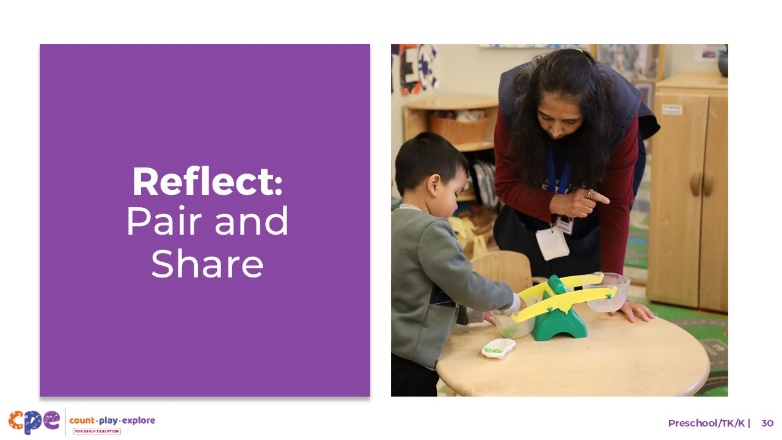 Reflect:
Pair and
Share
cpe
count·play·explore
FOR EARLY EDUCATION
Preschool/TK/K | 30